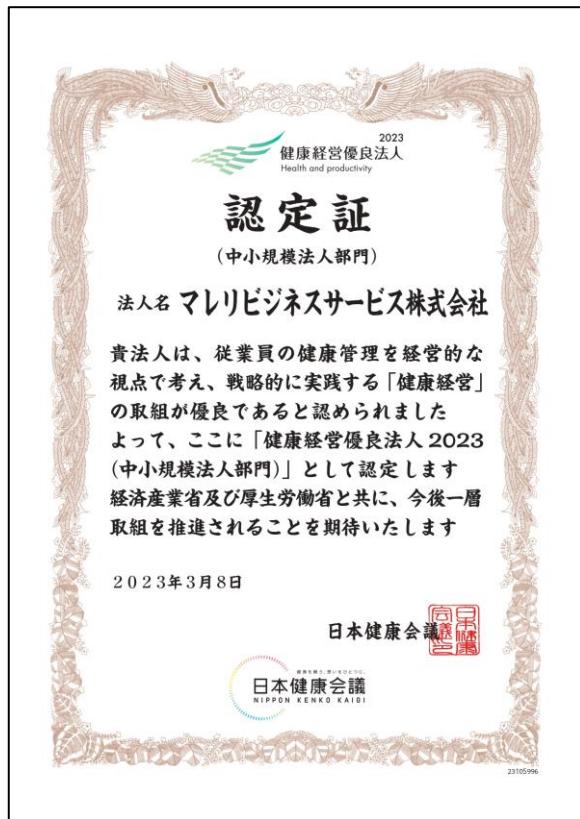 2023
健康経営優良法人
Health and productivity
認定証
(中小規模法人部門)
法人名 マレリビジネスサービス株式会社
貴法人は、従業員の健康管理を経営的な
視点で考え、戦略的に実践する「健康経営」
の取組が優良であると認められました
よって、ここに「健康経営優良法人2023
(中小規模法人部門)」として認定します
経済産業省及び厚生労働省と共に、今後一層
取組を推進されることを期待いたします
2023年3月8日
日本健康会議
日本健康会議
NIPPON KENKO KAIGI
23105996